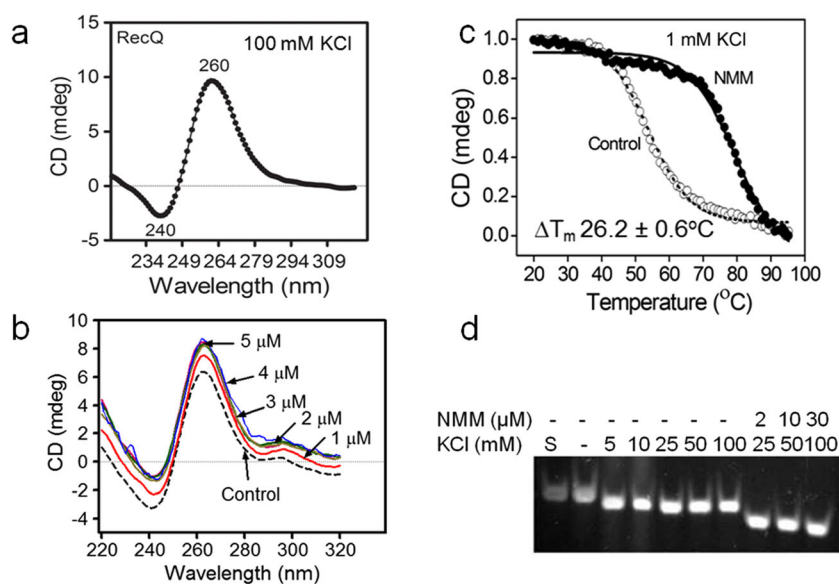 a
RecQ
100 mM KCl
260
240
CD (mdeg)
15
10
5
0
-5
234 249 264 279 294 309
Wavelength (nm)
b
CD (mdeg)
10
8
6
4
2
0
-2
-4
5 μM
4 μM
3 μM
2 μM
1 μM
Control
220 240 260 280 300 320
Wavelength (nm)
c
1 mM KCl
NMM
Control
CD (mdeg)
1.0
0.8
0.6
0.4
0.2
0.0
ΔTm 26.2 ± 0.6ºC
20 30 40 50 60 70 80 90 100
Temperature (ºC)
d
NMM (μM) - - - - - - - 2 10 30
KCl (mM) S - 5 10 25 50 100 25 50 100